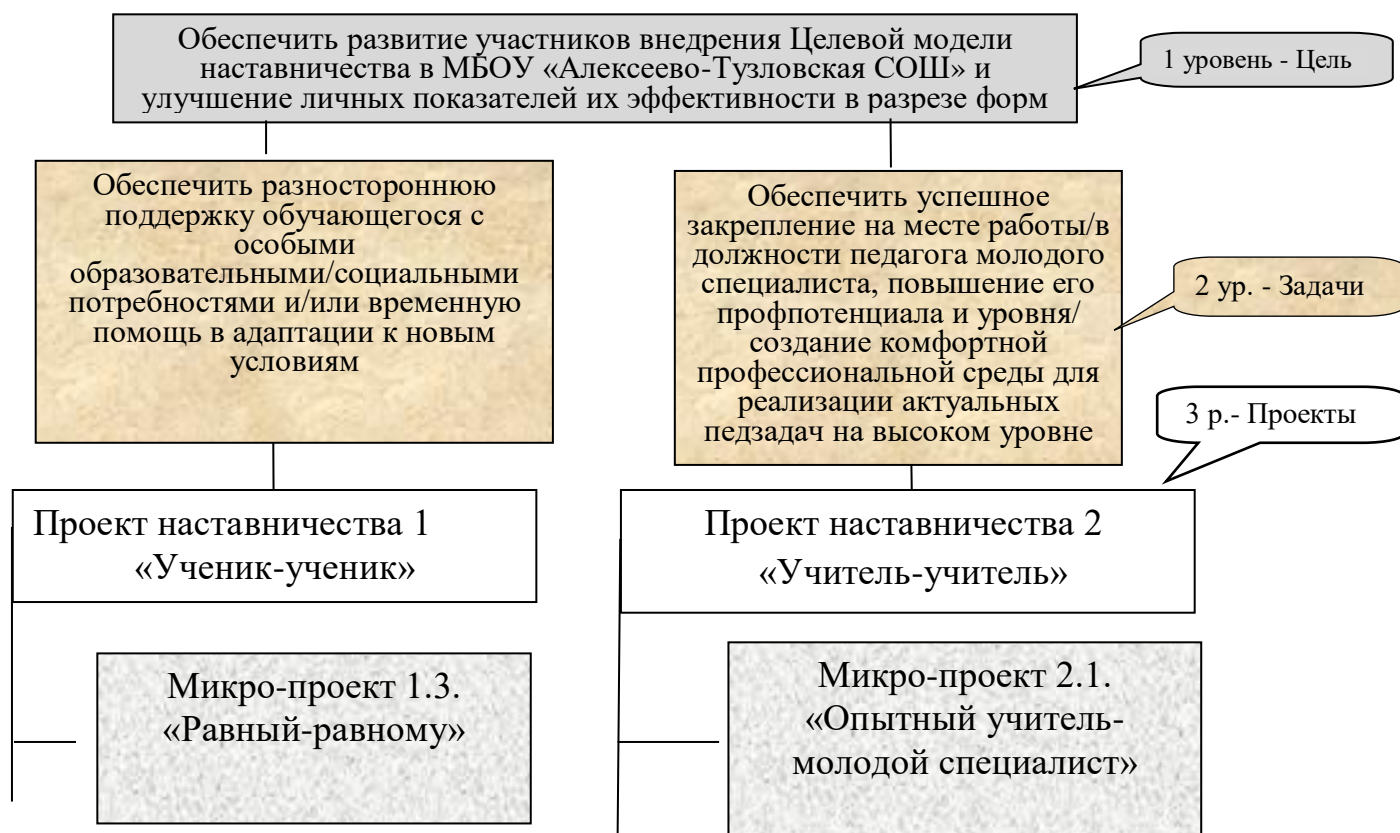 Обеспечить развитие участников внедрения Целевой модели
наставничества в МБОУ «Алексеево-Тузловская СОШ» и
улучшение личных показателей их эффективности в разрезе форм
1 уровень - Цель
Обеспечить разностороннюю
поддержку обучающегося с
особыми
образовательными/социальными
потребностями и/или временную
помощь в адаптации к новым
условиям
Обеспечить успешное
закрепление на месте работы/в
должности педагога молодого
специалиста, повышение его
профпотенциала и уровня/
создание комфортной
профессиональной среды для
реализации актуальных
педзадач на высоком уровне
2 ур. - Задачи
3 р.- Проекты
Проект наставничества 1
«Ученик-ученик»
Проект наставничества 2
«Учитель-учитель»
Микро-проект 1.3.
«Равный-равному»
Микро-проект 2.1.
«Опытный учитель-
молодой специалист»